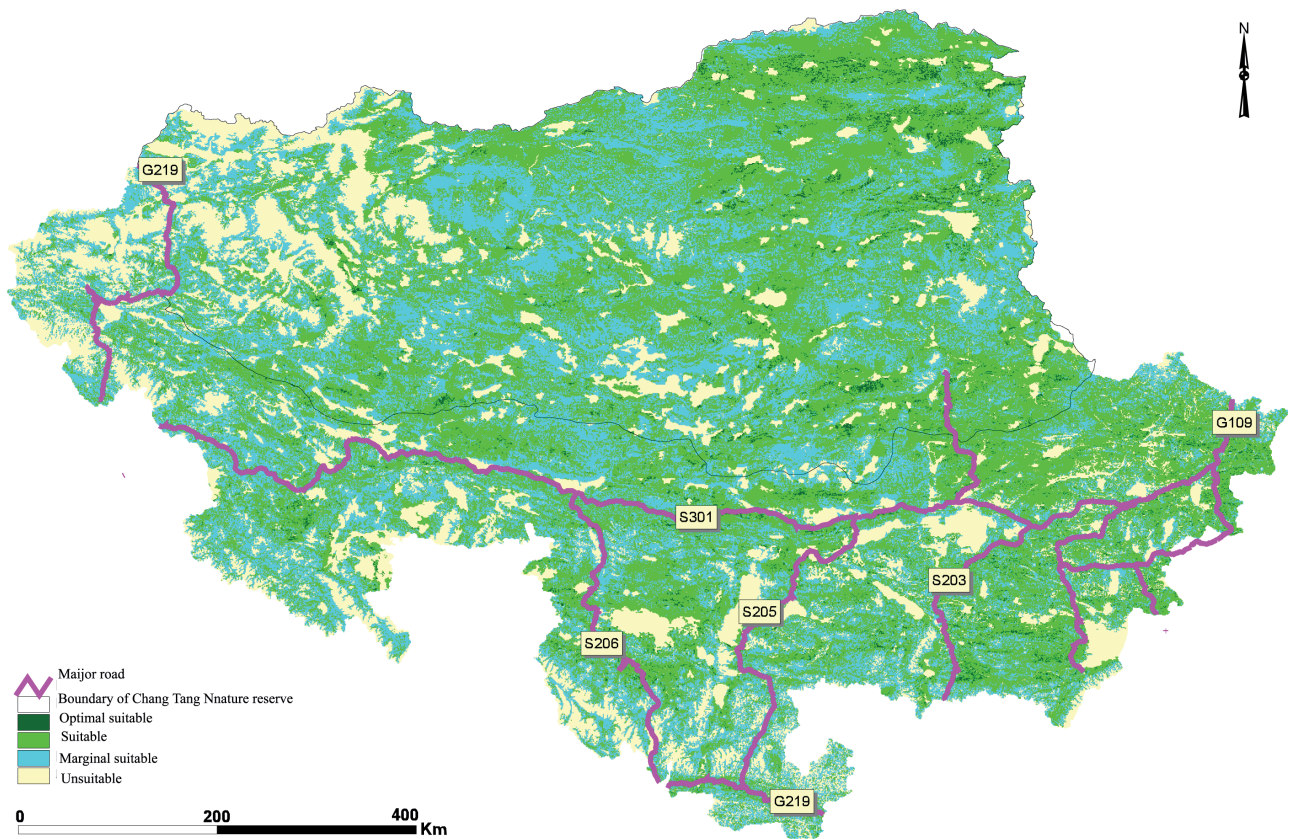 N
G219
G109
S301
S203
S205
S206
G219
Maijor road
Boundary of Chang Tang Nnature reserve
Optimal suitable
Suitable
Marginal suitable
Unsuitable
0 200 400 Km